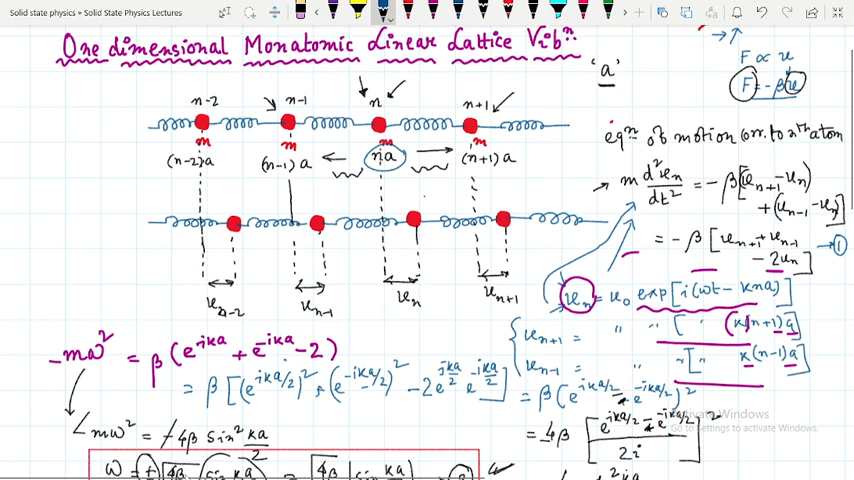 Solid state physics » Solid State Physics Lectures
One dimensional Monatomic Linear Lattice Vibⁿ.
'a'
F ∝ u
F = -βu
n-2 n-1 n n+1
m m m m
(n-2)a (n-1)a na (n+1)a
eqⁿ of motion corr. to nth atom
→ m d²uₙ/dt² = -β[(uₙ₊₁-uₙ) + (uₙ₋₁-uₙ)]
= -β[uₙ₊₁+uₙ₋₁ - 2uₙ] → ①
uₙ₋₂ uₙ₋₁ uₙ uₙ₊₁
uₙ = u₀ exp[i(ωt - kna)]
uₙ₊₁ = " " [ " (k(n+1)a]
uₙ₋₁ = " " [ " k(n-1)a]
-mω² = β(e^-ika + e^-ika - 2)
= β[(e^-ika/2)² + (e^-ika/2)² - 2e^ika/2 e^-ika/2]
= β(e^ika/2 - e^-ika/2)²
mω² = 4β sin² ka/2
= 4β [(e^ika/2 - e^-ika/2)/2i]²
Activate Windows
Go to Settings to activate Windows.